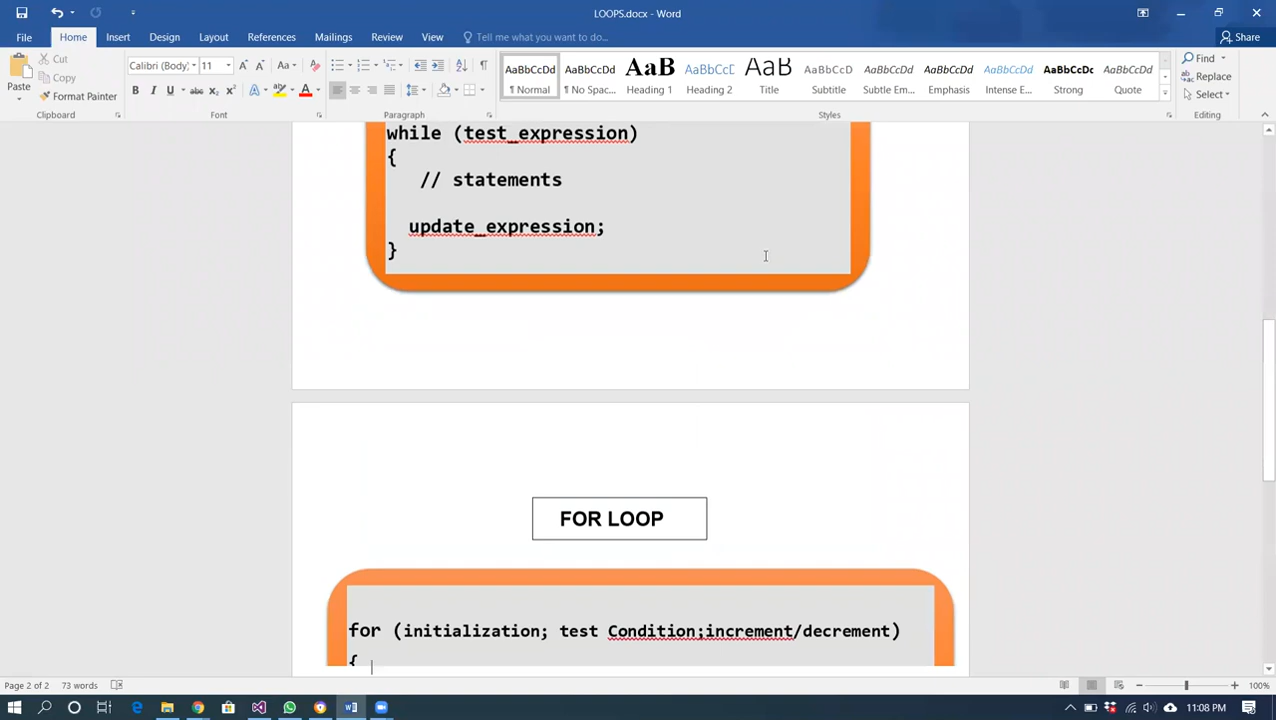 LOOPS.docx - Word
File Home Insert Design Layout References Mailings Review View Tell me what you want to do... Share
Paste
Cut
Copy
Format Painter
Clipboard
Calibri (Body) 11
Font
Paragraph
AaBbCcDd AaBbCcDd AaB AaBbCcC AaB AaBbCcD AaBbCcDd AaBbCcDd AaBbCcDd AaBbCcDc AaBbCcDd
¶ Normal ¶ No Spac... Heading 1 Heading 2 Title Subtitle Subtle Em... Emphasis Intense E... Strong Quote
Styles
Find
Replace
Select
Editing
while (test_expression)
{
// statements
update_expression;
}
FOR LOOP
for (initialization; test Condition;increment/decrement)
{
Page 2 of 2 73 words 100%
11:08 PM